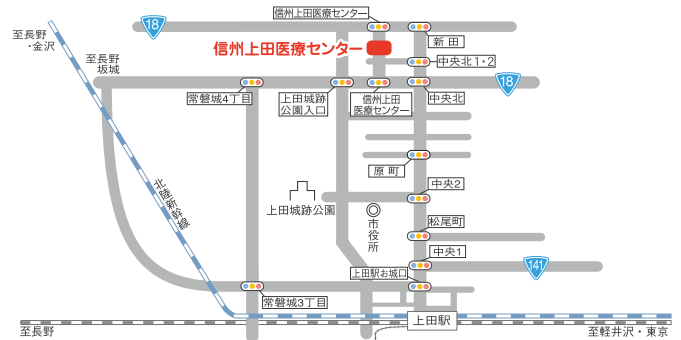 信州上田医療センター
18
至長野
・金沢
新田
信州上田医療センター
至長野
坂城
中央北1・2
18
常磐城4丁目
上田城跡
公園入口
信州上田
医療センター
中央北
原町
中央2
北陸新幹線
上田城跡公園
市役所
松尾町
中央1
141
上田駅お城口
常磐城3丁目
上田駅
至長野
至軽井沢・東京